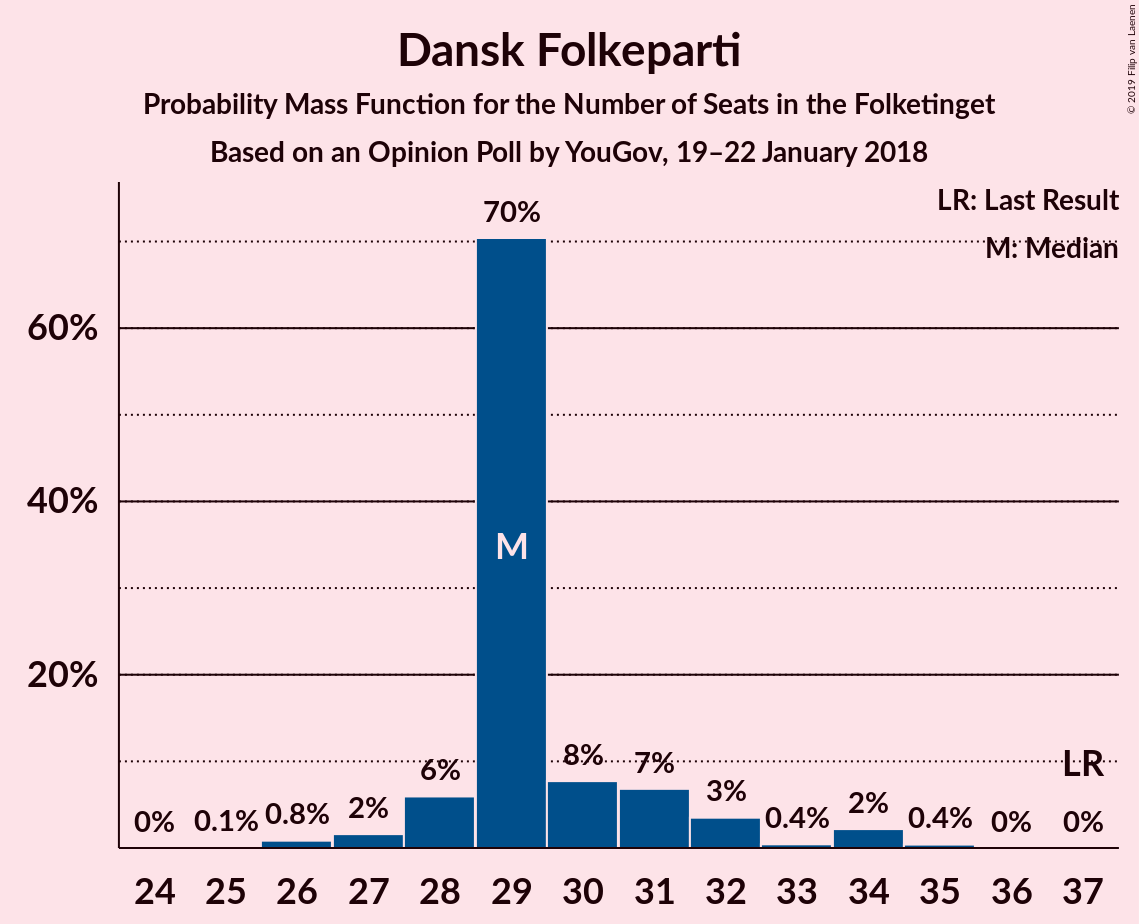 Dansk Folkeparti
Probability Mass Function for the Number of Seats in the Folketinget
Based on an Opinion Poll by YouGov, 19–22 January 2018
© 2019 Filip van Laenen
LR: Last Result
M: Median
60%
40%
20%
0%
0.1%
0.8%
2%
6%
70%
M
8%
7%
3%
0.4%
2%
0.4%
0%
LR
0%
24 25 26 27 28 29 30 31 32 33 34 35 36 37